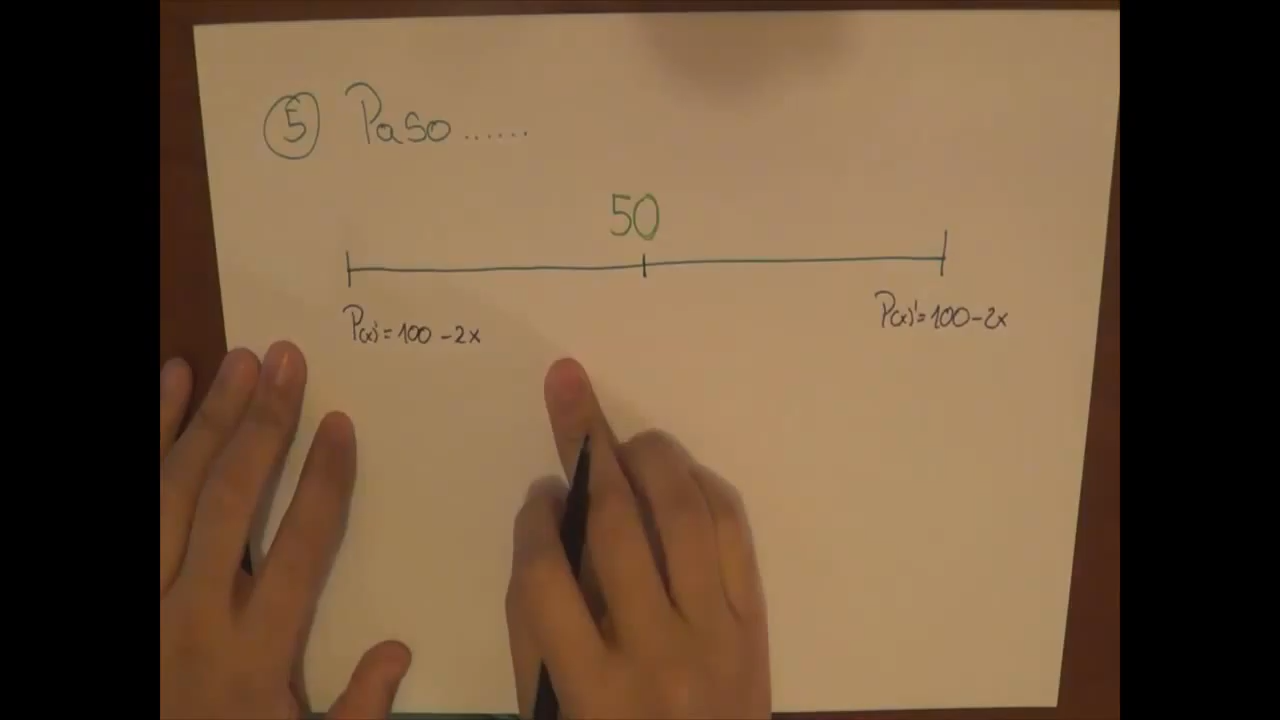 5 Paso ......
50
P(x)' = 100 - 2x
P(x)' = 100 - 2x